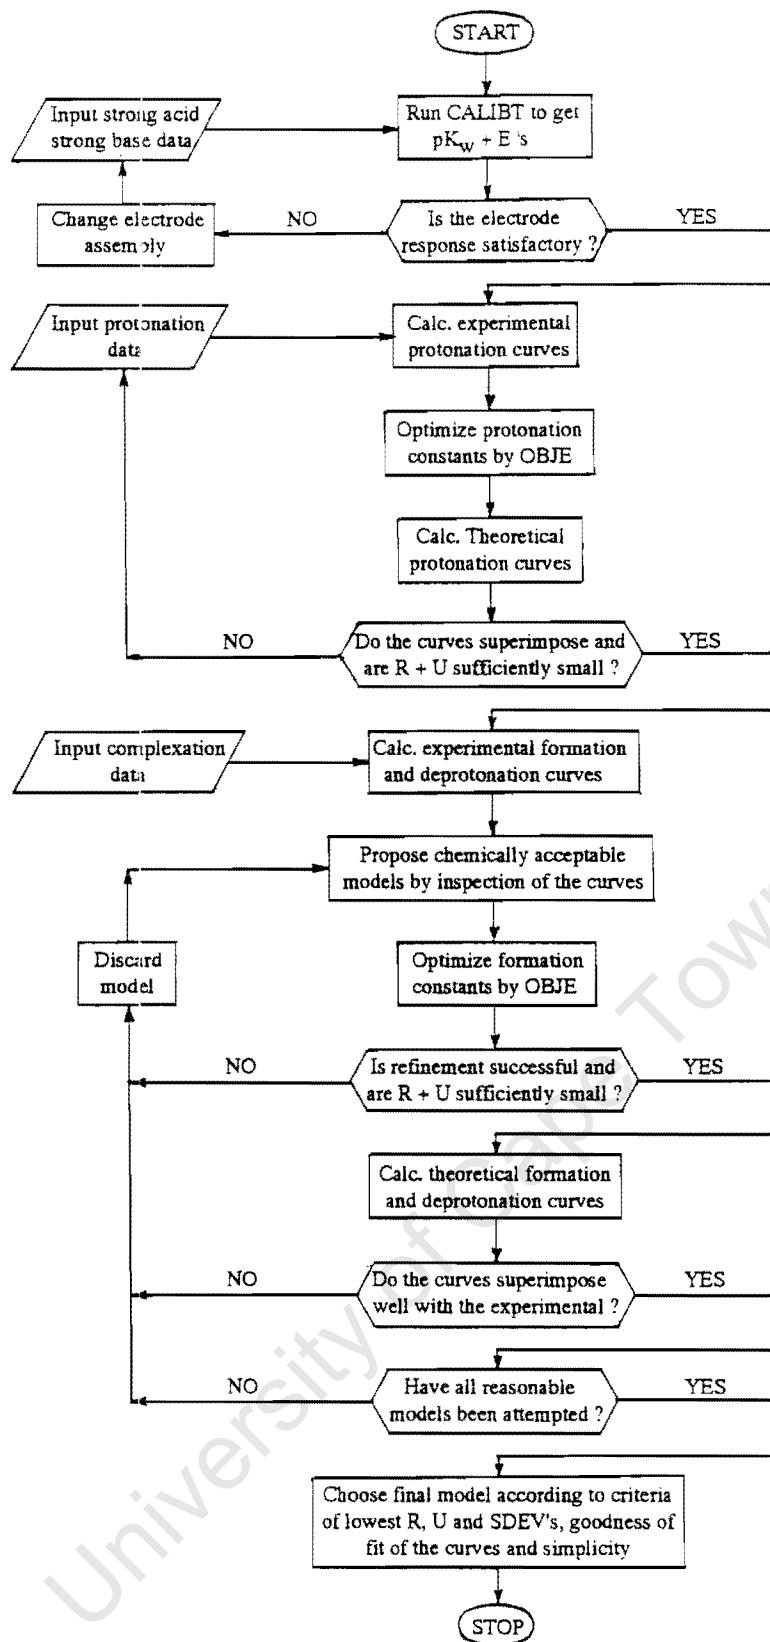 START
Input strong acid
strong base data
Run CALIBT to get
pKw + E 's
Change electrode
assembly
NO
Is the electrode
response satisfactory ?
YES
Input protonation
data
Calc. experimental
protonation curves
Optimize protonation
constants by OBJE
Calc. Theoretical
protonation curves
NO
Do the curves superimpose and
are R + U sufficiently small ?
YES
Input complexation
data
Calc. experimental formation
and deprotonation curves
Propose chemically acceptable
models by inspection of the curves
Discard
model
Optimize formation
constants by OBJE
NO
Is refinement successful and
are R + U sufficiently small ?
YES
Calc. theoretical formation
and deprotonation curves
NO
Do the curves superimpose
well with the experimental ?
YES
NO
Have all reasonable
models been attempted ?
YES
Choose final model according to criteria
of lowest R, U and SDEV's, goodness of
fit of the curves and simplicity
STOP
University of Cape Town